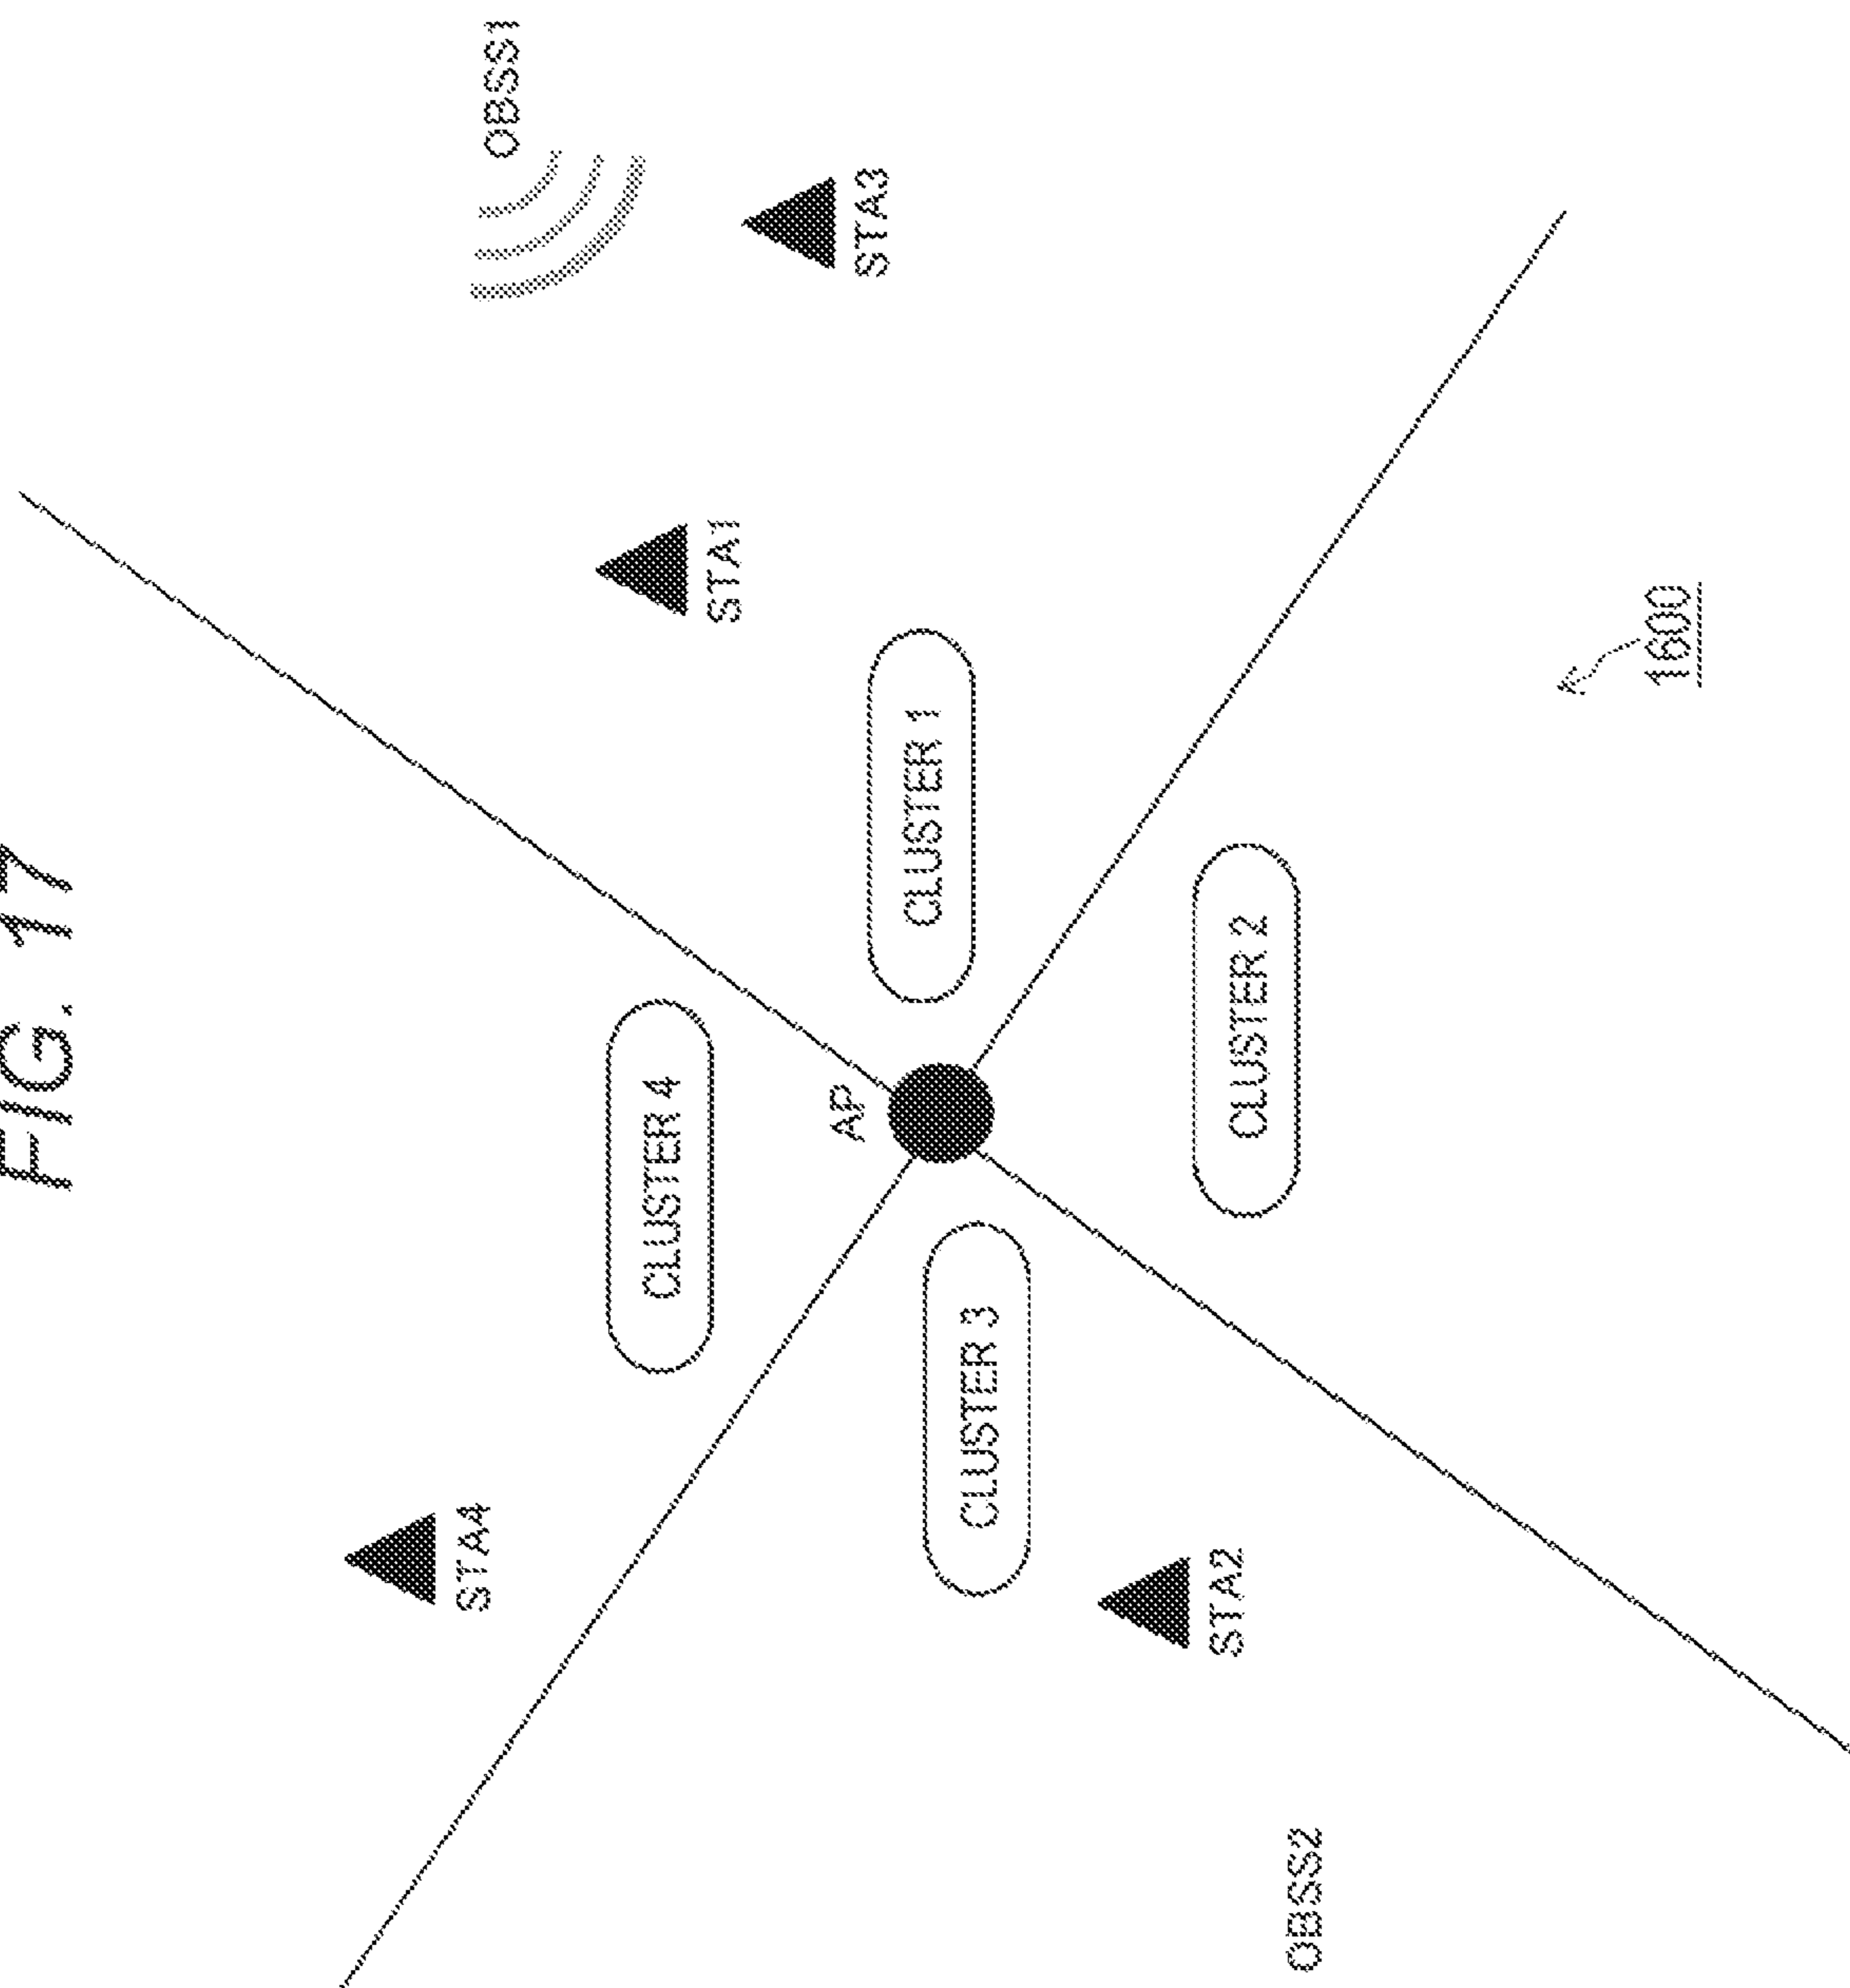 FIG. 17
STA4
OBSS1
CLUSTER 4
STA1
AP
STA3
CLUSTER 1
CLUSTER 3
STA2
CLUSTER 2
OBSS2
1600